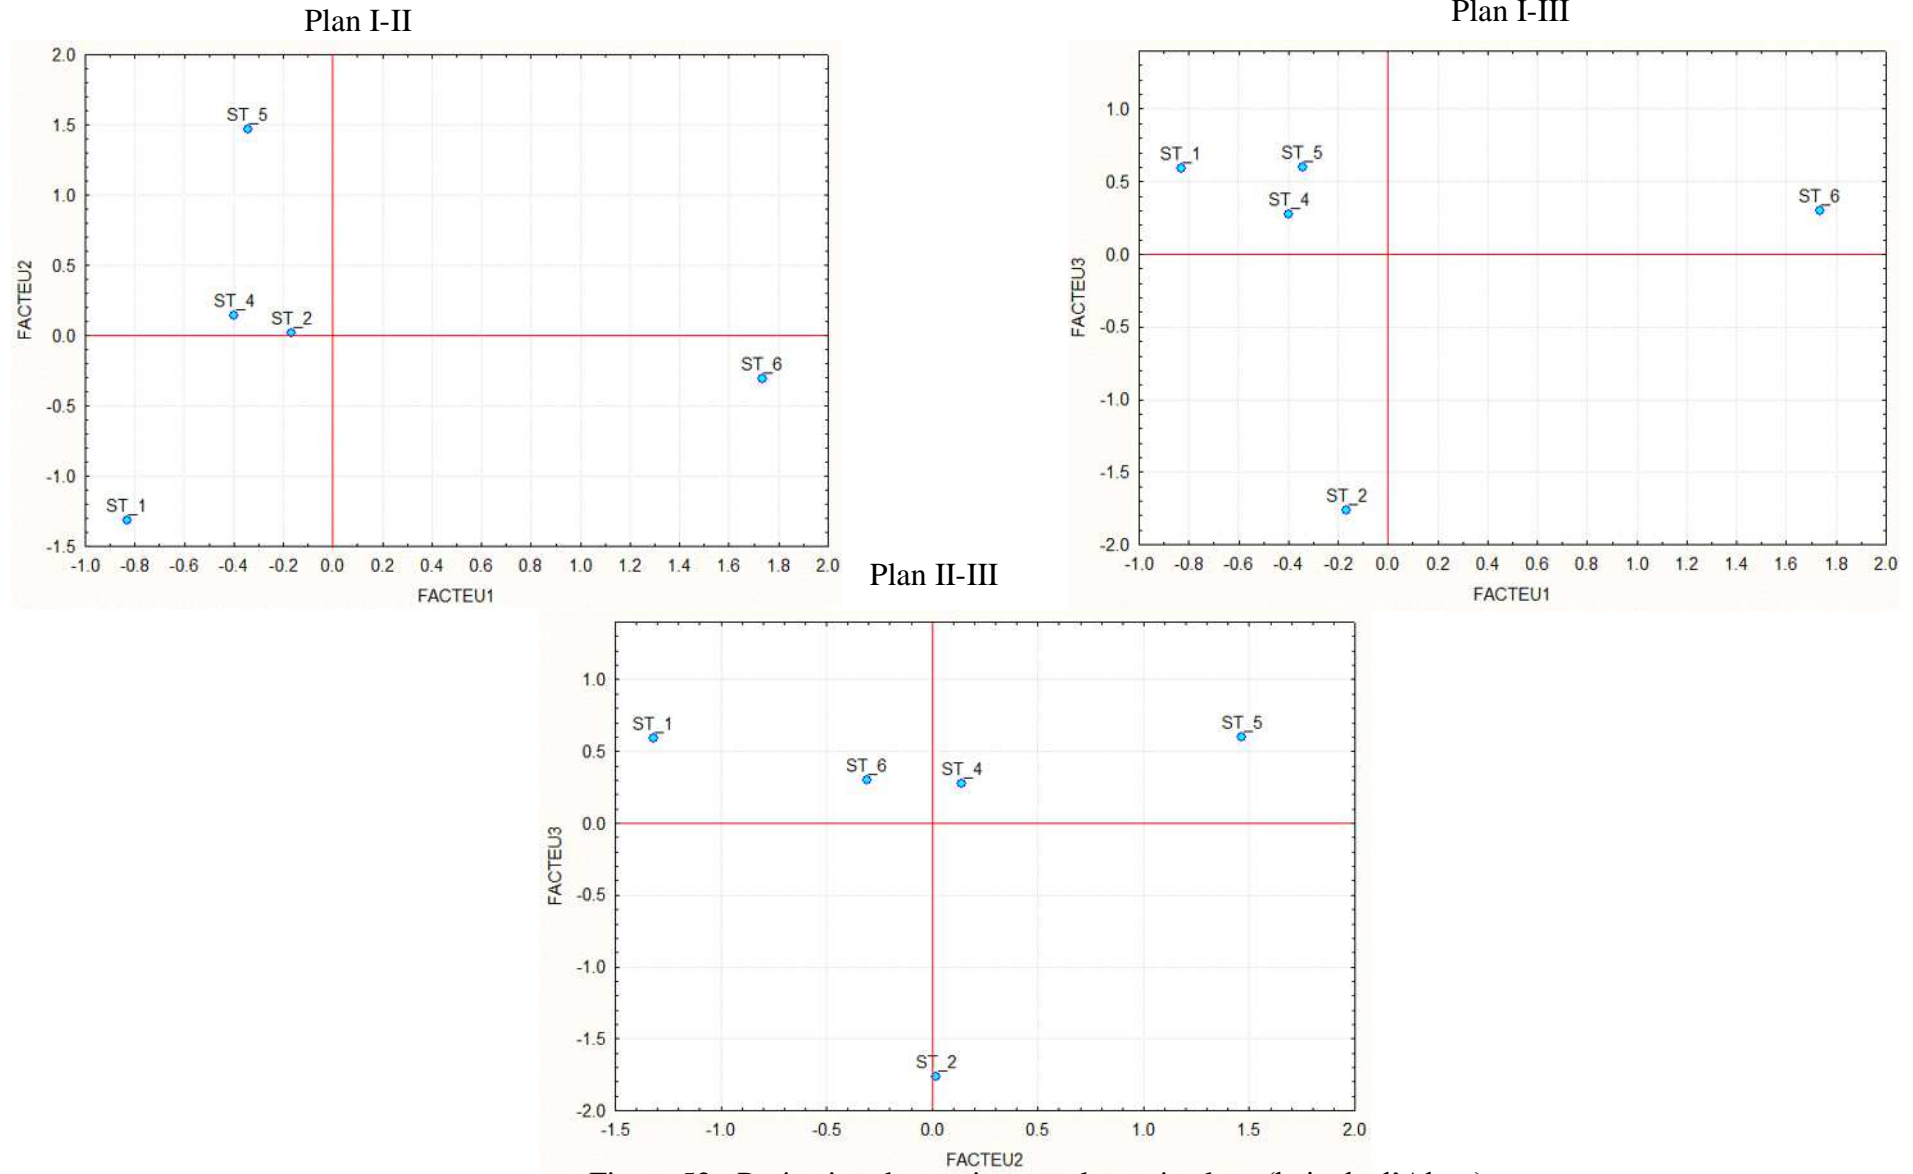 Plan I-II
2.0
1.5
1.0
0.5
0.0
-0.5
-1.0
-1.5
FACTEU2
ST_5
ST_4
ST_2
ST_6
ST_1
-1.0 -0.8 -0.6 -0.4 -0.2 0.0 0.2 0.4 0.6 0.8 1.0 1.2 1.4 1.6 1.8 2.0
FACTEU1
Plan I-III
1.0
0.5
0.0
-0.5
-1.0
-1.5
-2.0
FACTEU3
ST_1
ST_5
ST_4
ST_6
ST_2
-1.0 -0.8 -0.6 -0.4 -0.2 0.0 0.2 0.4 0.6 0.8 1.0 1.2 1.4 1.6 1.8 2.0
FACTEU1
Plan II-III
1.0
0.5
0.0
-0.5
-1.0
-1.5
-2.0
FACTEU3
ST_1
ST_5
ST_6
ST_4
ST_2
-1.5 -1.0 -0.5 0.0 0.5 1.0 1.5 2.0
FACTEU2